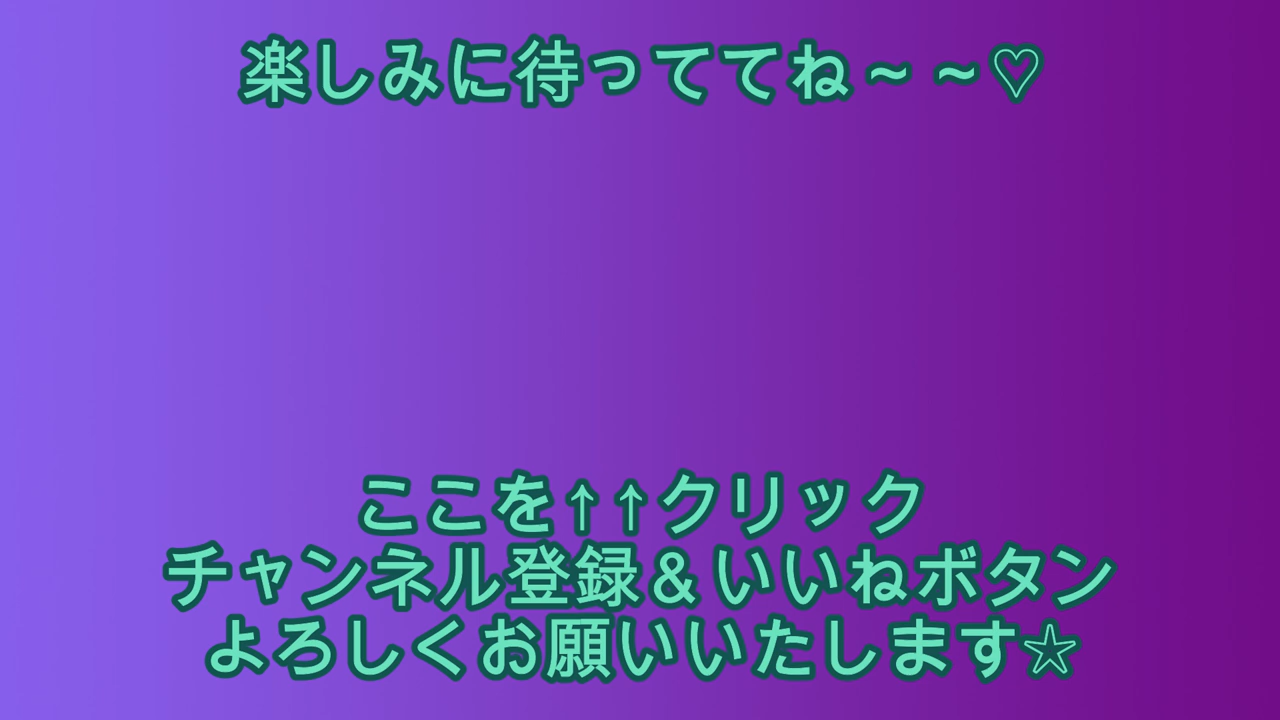 楽しみに待っててね～～♡
ここを↑↑クリック
チャンネル登録＆いいねボタン
よろしくお願いいたします☆